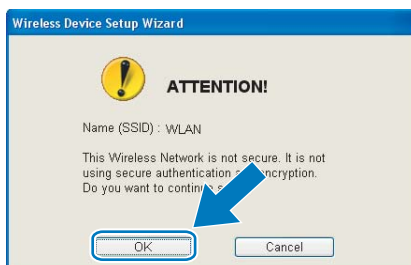 Wireless Device Setup Wizard
ATTENTION!
Name (SSID) : WLAN
This Wireless Network is not secure. It is not
using secure authentication encryption.
Do you want to
OK
Cancel